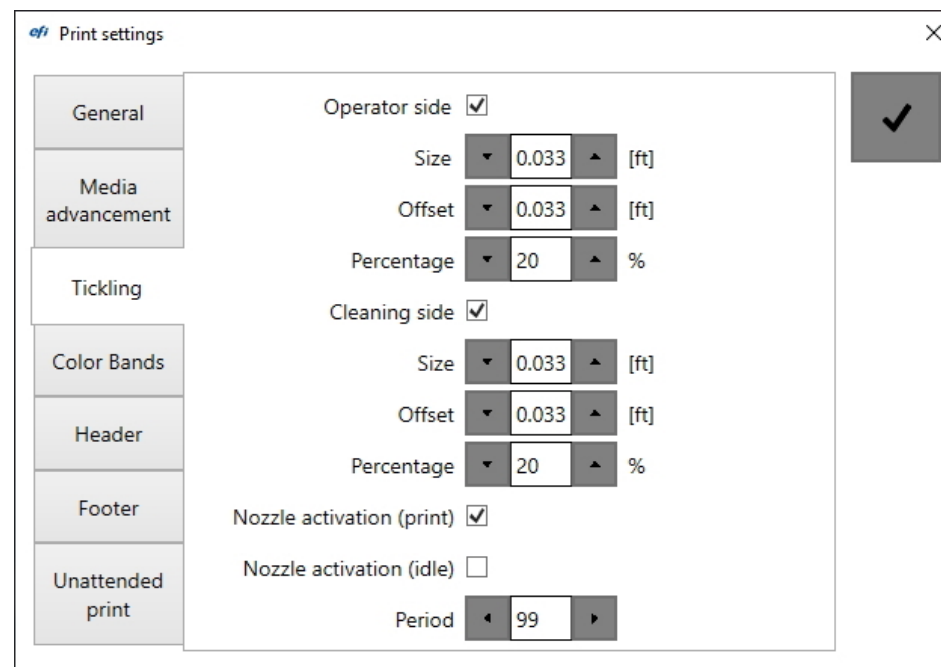 efi Print settings
General
Media
advancement
Tickling
Color Bands
Header
Footer
Unattended
print
Operator side
Size 0.033 [ft]
Offset 0.033 [ft]
Percentage 20 %
Cleaning side
Size 0.033 [ft]
Offset 0.033 [ft]
Percentage 20 %
Nozzle activation (print)
Nozzle activation (idle)
Period 99